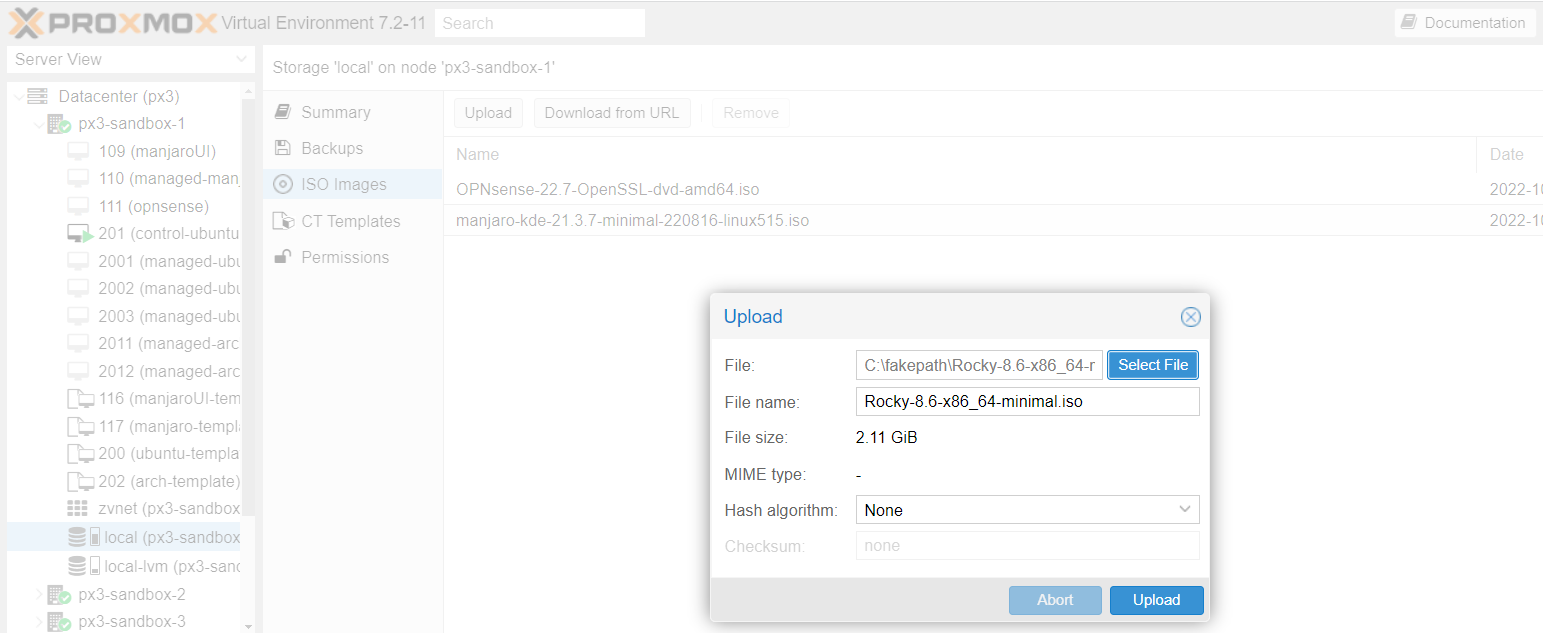 PROXMOX Virtual Environment 7.2-11 Search Documentation
Server View
Storage 'local' on node 'px3-sandbox-1'
Datacenter (px3)
px3-sandbox-1
109 (manjaroUI)
110 (managed-manj
111 (opnsense)
201 (control-ubuntu
2001 (managed-ubu
2002 (managed-ubu
2003 (managed-ubu
2011 (managed-arc
2012 (managed-arc
116 (manjaroUI-tem
117 (manjaro-templ
200 (ubuntu-templa
202 (arch-template)
zvnet (px3-sandbox
local (px3-sandbox
local-lvm (px3-sand
px3-sandbox-2
px3-sandbox-3
Summary
Backups
ISO Images
CT Templates
Permissions
Upload Download from URL Remove
Name Date
OPNsense-22.7-OpenSSL-dvd-amd64.iso 2022-10
manjaro-kde-21.3.7-minimal-220816-linux515.iso 2022-10
Upload
File: C:\fakepath\Rocky-8.6-x86_64-r Select File
File name: Rocky-8.6-x86_64-minimal.iso
File size: 2.11 GiB
MIME type: -
Hash algorithm: None
Checksum: none
Abort Upload